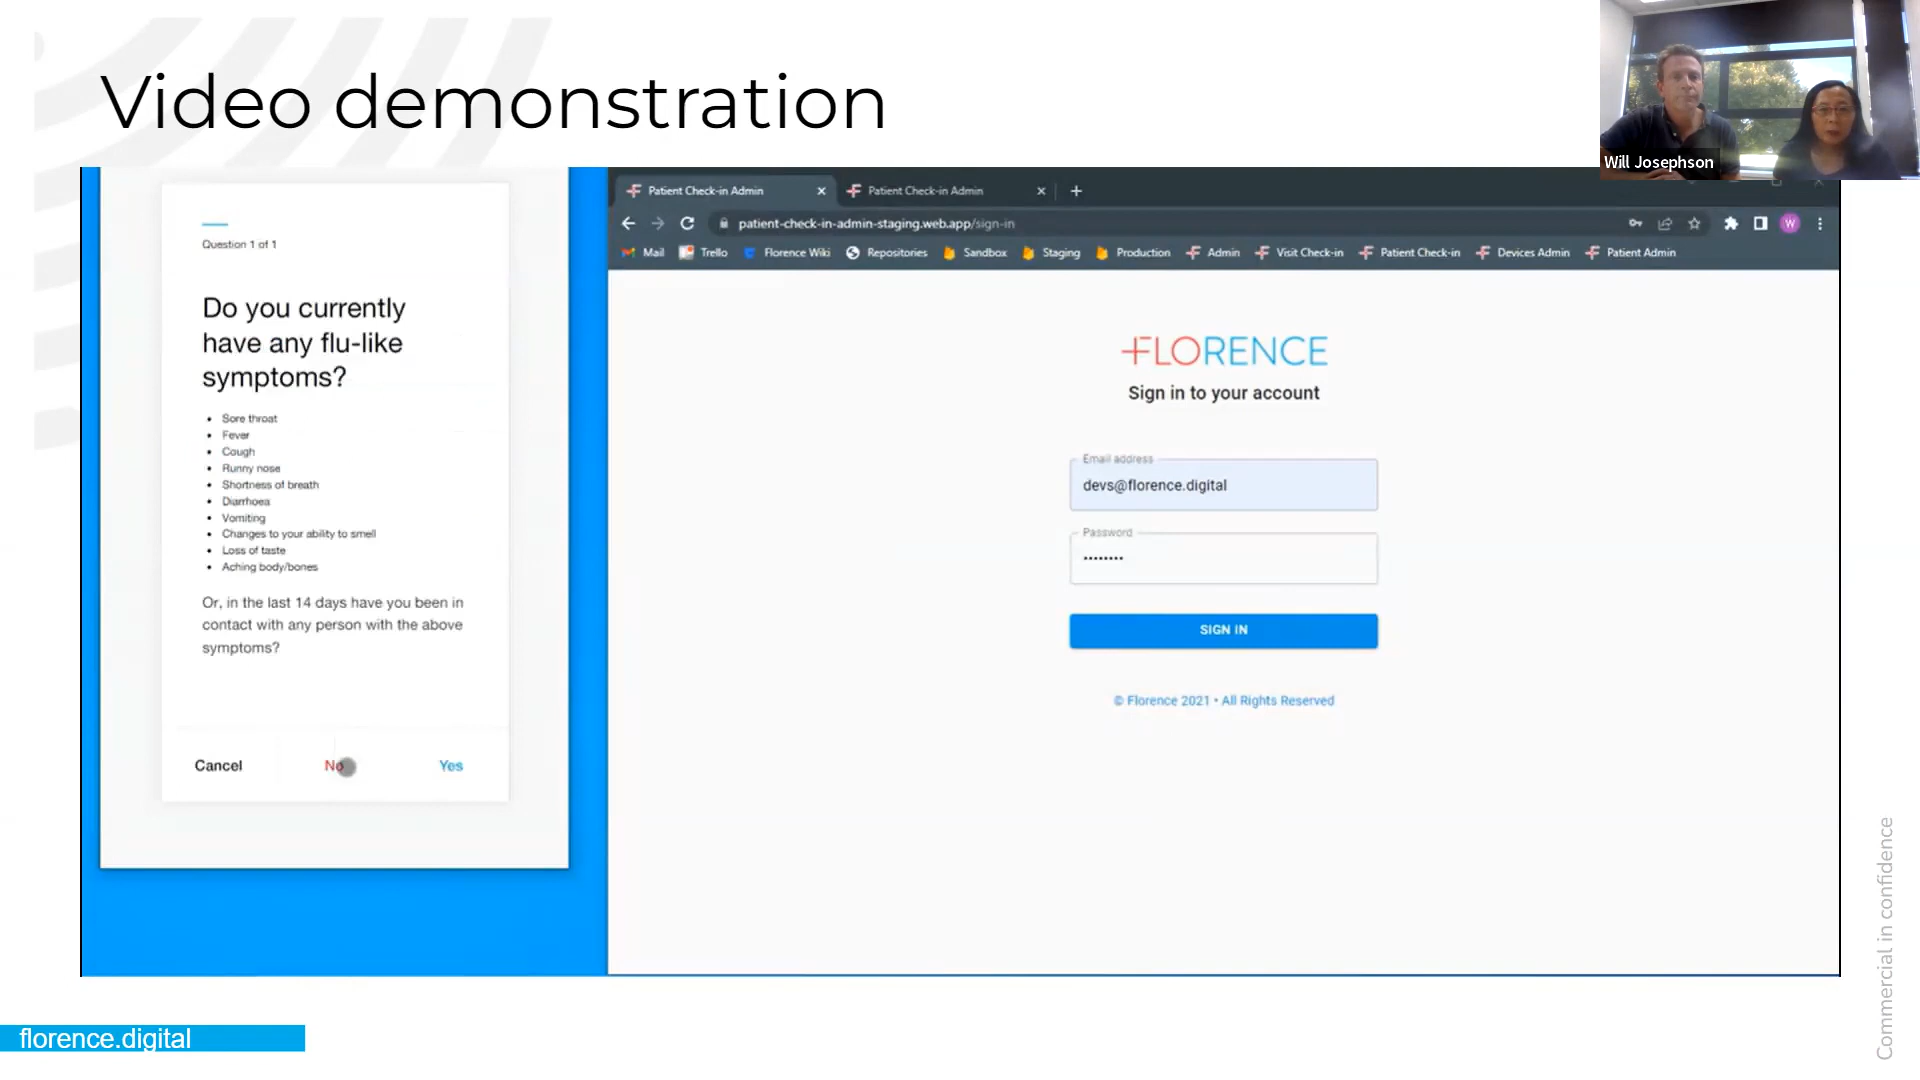 Video demonstration
Will Josephson
Question 1 of 1
Do you currently
have any flu-like
symptoms?
Sore throat
Fever
Cough
Runny nose
Shortness of breath
Diarrhoea
Vomiting
Changes to your ability to smell
Loss of taste
Aching body/bones
Or, in the last 14 days have you been in
contact with any person with the above
symptoms?
Cancel No Yes
Patient Check-in Admin Patient Check-in Admin
patient-check-in-admin-staging.web.app/sign-in W
Mail Trello Florence Wiki Repositories Sandbox Staging Production Admin Visit Check-in Patient Check-in Devices Admin Patient Admin
FLORENCE
Sign in to your account
Email address
devs@florence.digital
Password
••••••••
SIGN IN
© Florence 2021 • All Rights Reserved
Commercial in confidence
florence.digital